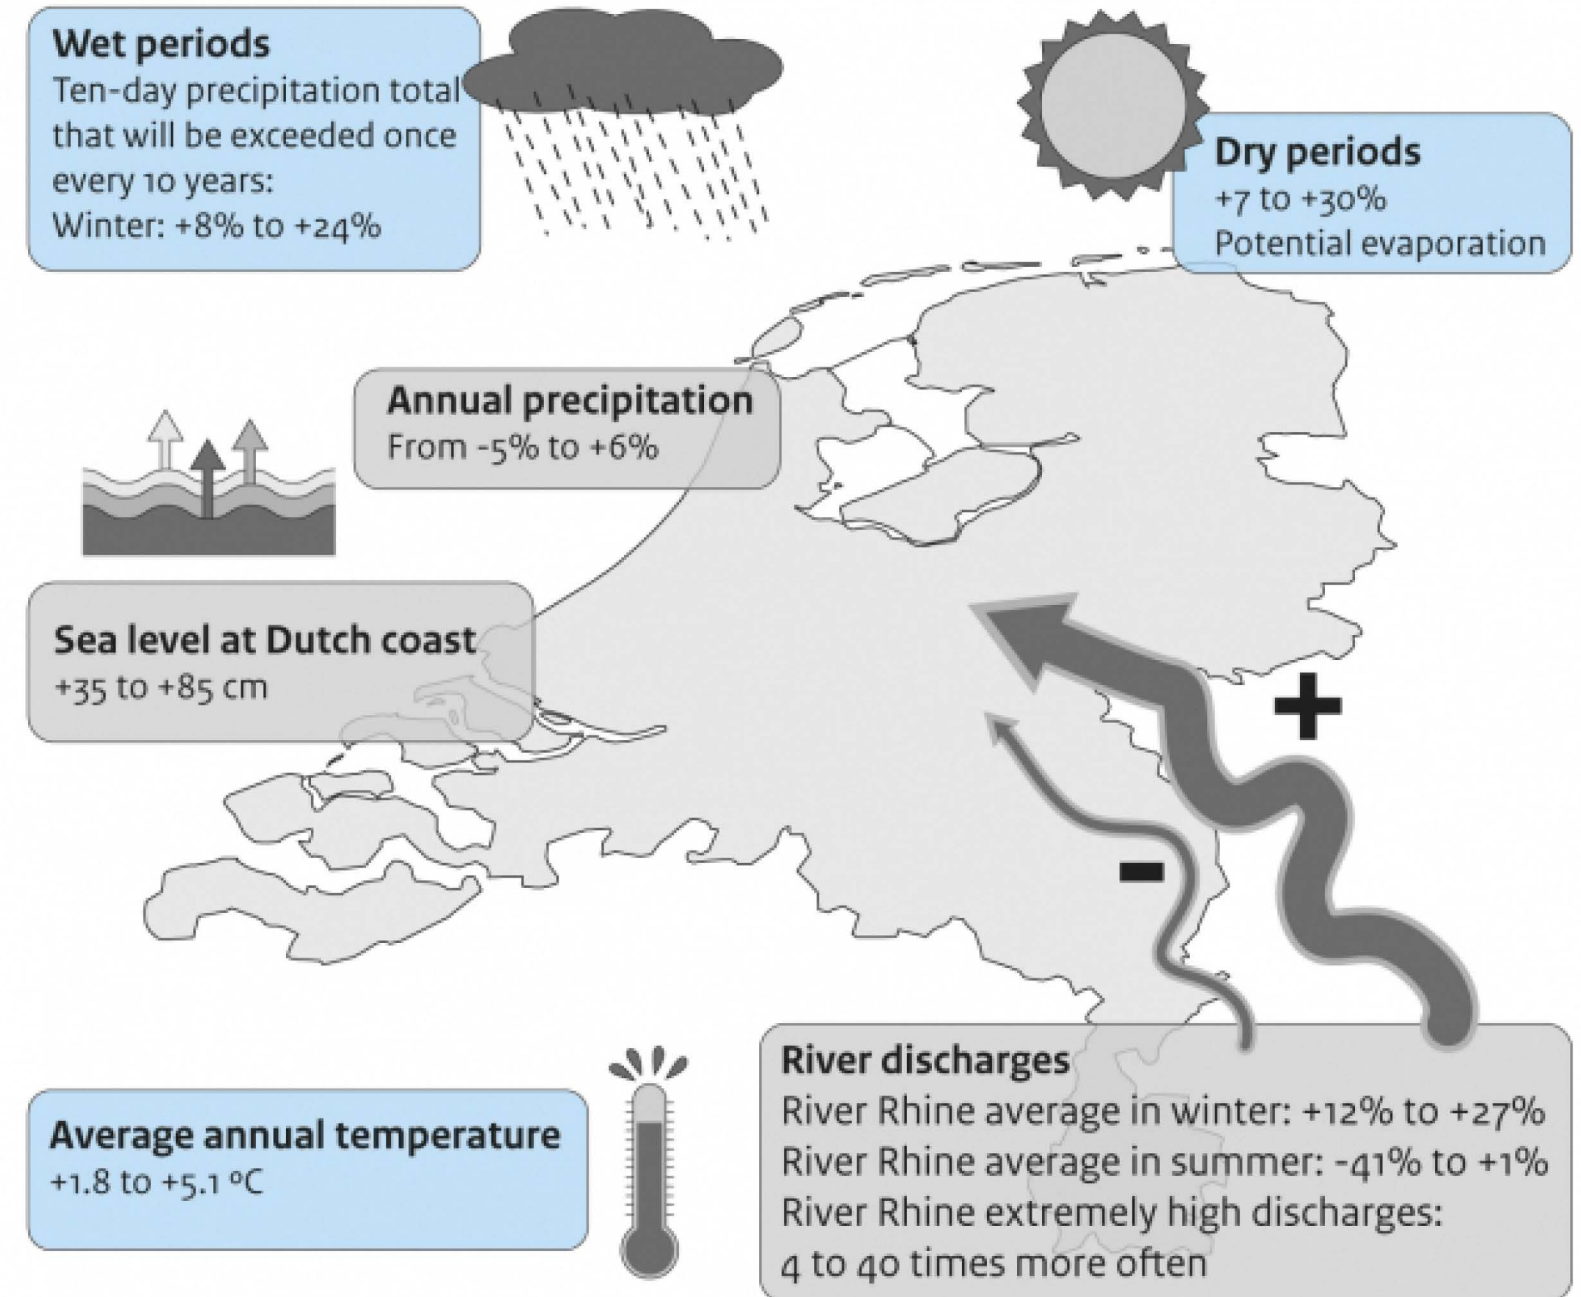 Wet periods
Ten-day precipitation total
that will be exceeded once
every 10 years:
Winter: +8% to +24%
Dry periods
+7 to +30%
Potential evaporation
Annual precipitation
From -5% to +6%
Sea level at Dutch coast
+35 to +85 cm
+
-
Average annual temperature
+1.8 to +5.1 ºC
River discharges
River Rhine average in winter: +12% to +27%
River Rhine average in summer: -41% to +1%
River Rhine extremely high discharges:
4 to 40 times more often